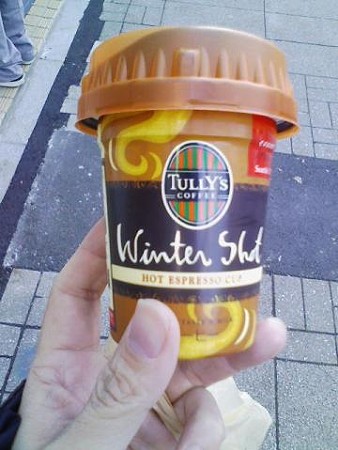 TULLY'S
COFFEE
Winter Shot
HOT ESPRESSO CUP